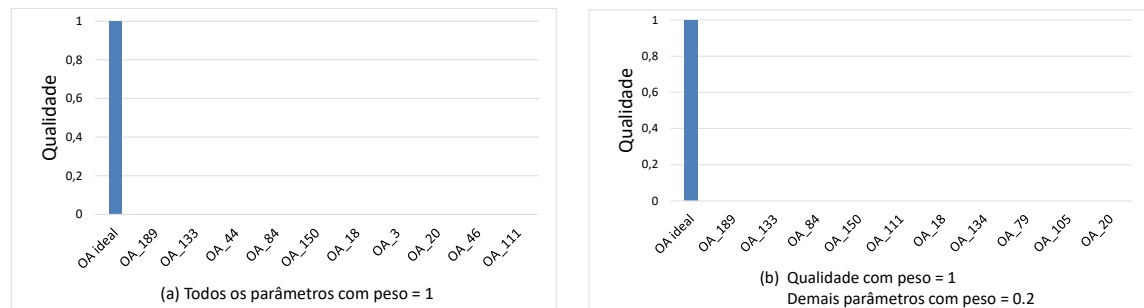 Qualidade
1
0,8
0,6
0,4
0,2
0
OA ideal
OA_189
OA_133
OA_44
OA_84
OA_150
OA_18
OA_3
OA_20
OA_46
OA_111
(a) Todos os parâmetros com peso = 1
Qualidade
1
0,8
0,6
0,4
0,2
0
OA ideal
OA_189
OA_133
OA_84
OA_150
OA_111
OA_18
OA_134
OA_79
OA_105
OA_20
(b) Qualidade com peso = 1
Demais parâmetros com peso = 0.2